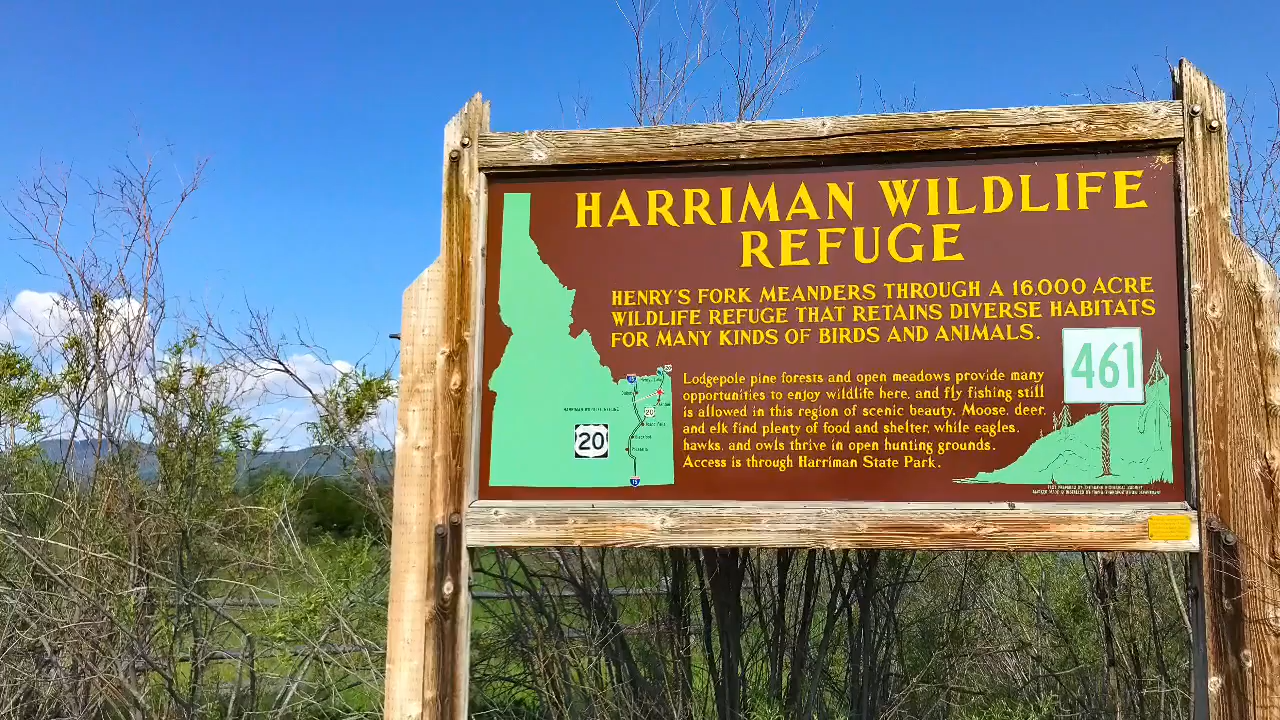 HARRIMAN WILDLIFE
REFUGE
HENRY'S FORK MEANDERS THROUGH A 16,000 ACRE
WILDLIFE REFUGE THAT RETAINS DIVERSE HABITATS
FOR MANY KINDS OF BIRDS AND ANIMALS.
Lodgepole pine forests and open meadows provide many
opportunities to enjoy wildlife here, and fly fishing still
is allowed in this region of scenic beauty. Moose, deer,
and elk find plenty of food and shelter, while eagles,
hawks, and owls thrive in open hunting grounds.
Access is through Harriman State Park.
461
HARRIMAN WILDLIFE REFUGE
20
20
15